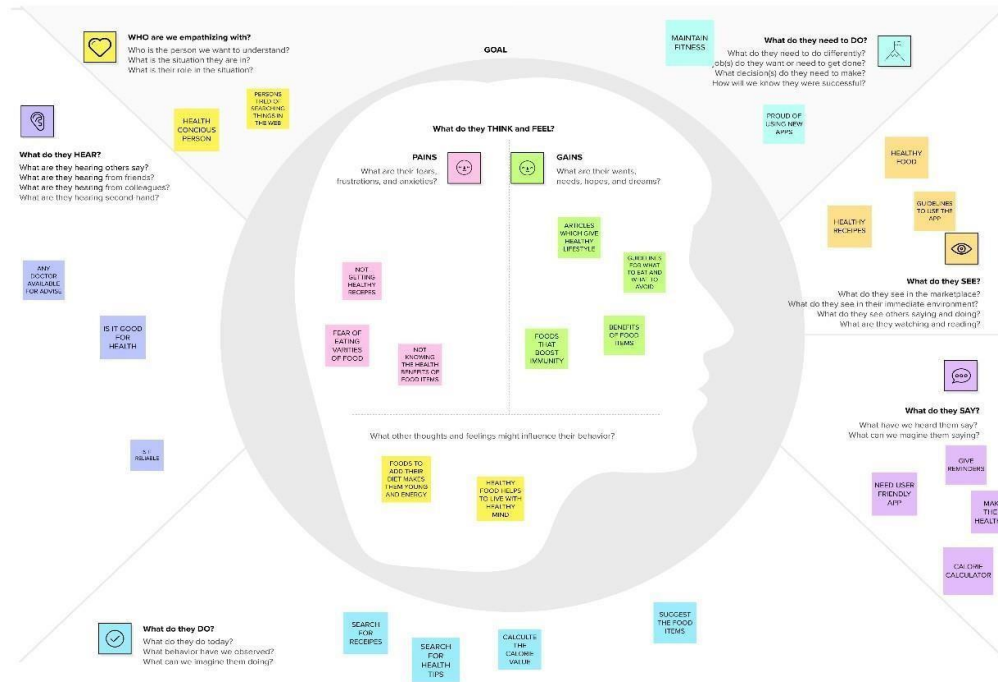 WHO are we empathizing with?
Who is the person we want to understand?
What is the situation they are in?
What is their role in the situation?
HEALTH
CONCIOUS
PERSON
PERSONS
TIRED OF
SEARCHING
THINGS IN
THE WEB
GOAL
MAINTAIN
FITNESS
What do they need to DO?
What do they need to do differently?
job(s) do they want or need to get done?
What decision(s) do they need to make?
How will we know they were successful?
PROUD OF
USING NEW
APPS
What do they HEAR?
What are they hearing others say?
What are they hearing from friends?
What are they hearing from colleagues?
What are they hearing second hand?
ANY
DOCTOR
AVAILABLE
FOR ADVISE
IS IT GOOD
FOR
HEALTH
IS IT
RELIABLE
What do they THINK and FEEL?
PAINS
What are their fears,
frustrations, and anxieties?
NOT
GETTING
HEALTHY
RECEPES
FEAR OF
EATING
VARITIES
OF FOOD
NOT
KNOWING
THE HEALTH
BENEFITS OF
FOOD ITEMS
GAINS
What are their wants,
needs, hopes, and dreams?
ARTICLES
WHICH GIVE
HEALTHY
LIFESTYLE
GUIDELINES
FOR WHAT
TO EAT AND
WHAT TO
AVOID
FOODS
THAT
BOOST
IMMUNITY
BENEFITS
OF FOOD
ITEMS
What other thoughts and feelings might influence their behavior?
FOODS TO
ADD THEIR
DIET MAKES
THEM YOUNG
AND ENERGY
HEALTHY
FOOD HELPS
TO LIVE WITH
HEALTHY
MIND
HEALTHY
FOOD
HEALTHY
RECEIPES
GUIDELINES
TO USE THE
APP
What do they SEE?
What do they see in the marketplace?
What do they see in their immediate environment?
What do they see others saying and doing?
What are they watching and reading?
What do they SAY?
What have we heard them say?
What can we magine them saying?
GIVE
REMINDERS
NEED USER
FRIENDLY
APP
MAK
THE
HEALTH
CALORIE
CALCULATOR
What do they DO?
What do they do today?
What behavior have we observed?
What can we imagine them doing?
SEARCH
FOR
RECEIPES
SEARCH
FOR
HEALTH
TIPS
CALCULTE
THE
CALORIE
VALUE
SUGGEST
THE FOOD
ITEMS